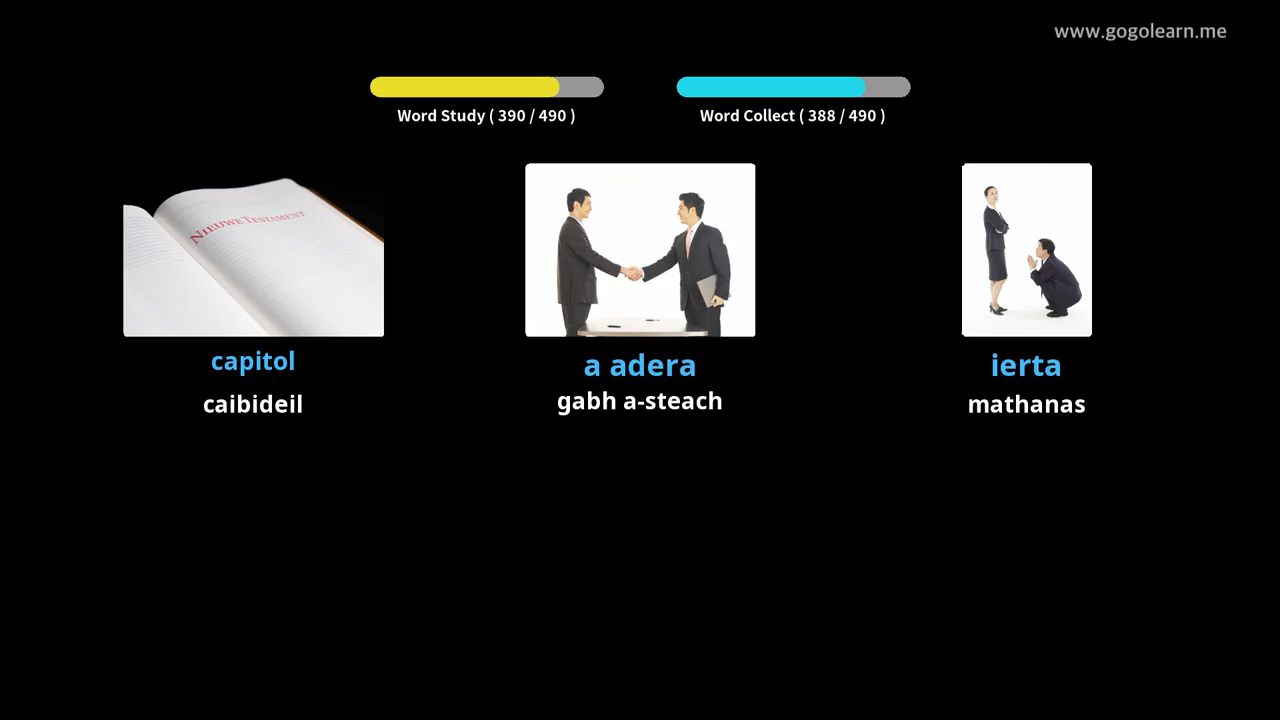 www.gogolearn.me
Word Study ( 390 / 490 )
Word Collect ( 388 / 490 )
NIEUWE TESTAMENT
capitol
caibideil
a adera
gabh a-steach
ierta
mathanas